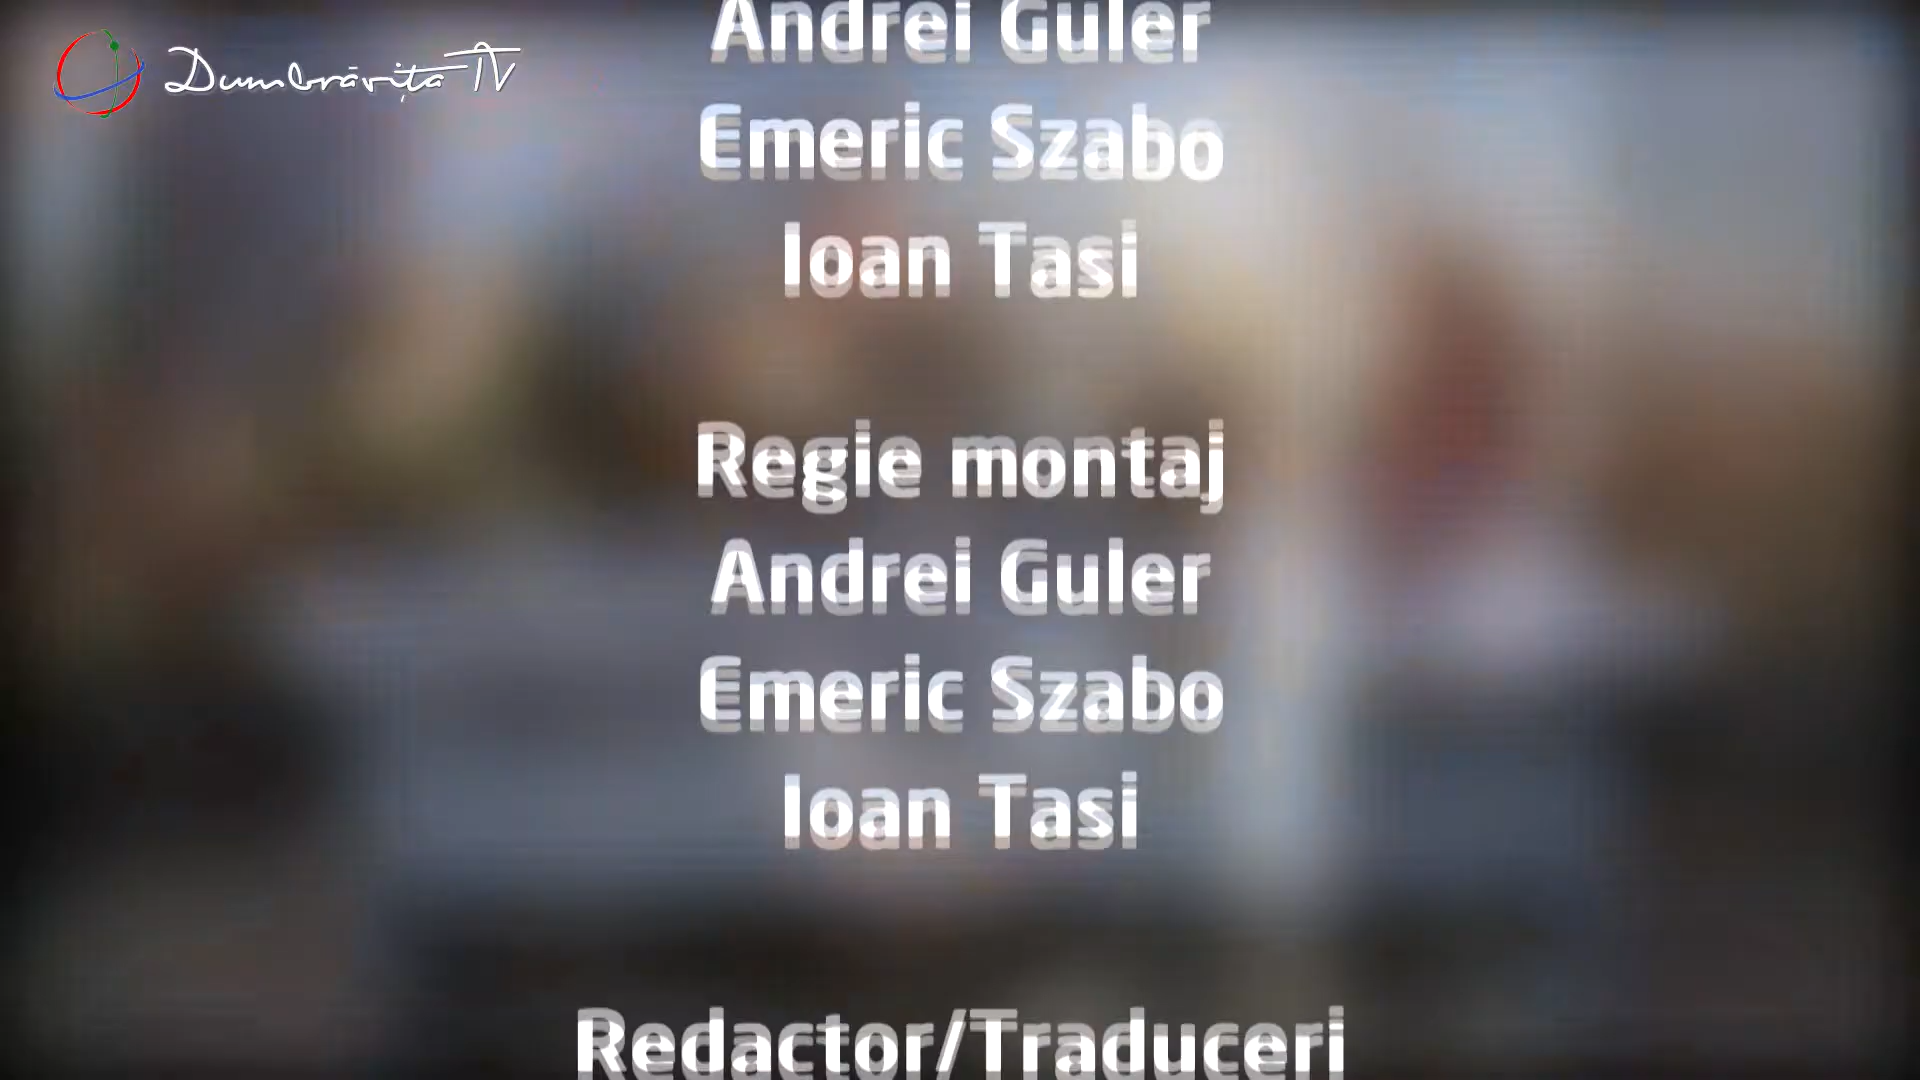 Dumbrăvița TV
Andrei Guler
Emeric Szabo
Ioan Tasi
Regie montaj
Andrei Guler
Emeric Szabo
Ioan Tasi
Redactor/Traduceri